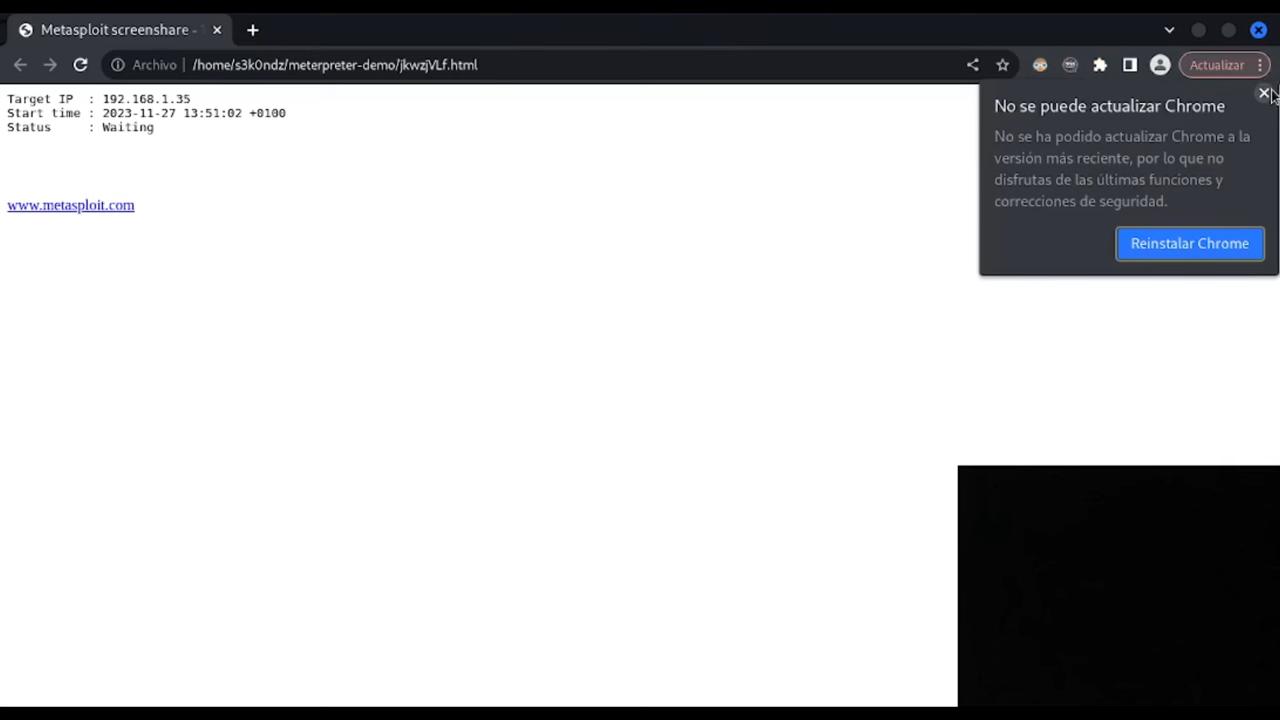 Metasploit screenshare -
Archivo | /home/s3k0ndz/meterpreter-demo/jkwzjVLf.html
Actualizar
Target IP  : 192.168.1.35
Start time : 2023-11-27 13:51:02 +0100
Status     : Waiting
www.metasploit.com
No se puede actualizar Chrome
No se ha podido actualizar Chrome a la
versión más reciente, por lo que no
disfrutas de las últimas funciones y
correcciones de seguridad.
Reinstalar Chrome